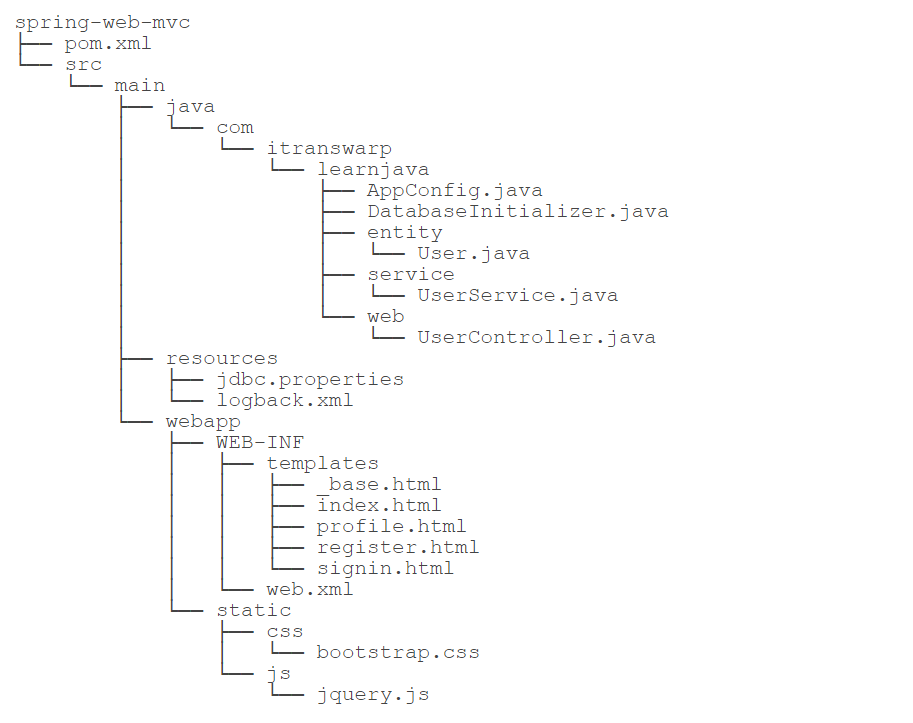 spring-web-mvc
├── pom.xml
└── src
    └── main
        ├── java
        │   └── com
        │       └── itranswarp
        │           └── learnjava
        │               ├── AppConfig.java
        │               ├── DatabaseInitializer.java
        │               ├── entity
        │               │   └── User.java
        │               ├── service
        │               │   └── UserService.java
        │               └── web
        │                   └── UserController.java
        ├── resources
        │   ├── jdbc.properties
        │   └── logback.xml
        └── webapp
            ├── WEB-INF
            │   ├── templates
            │   │   ├── _base.html
            │   │   ├── index.html
            │   │   ├── profile.html
            │   │   ├── register.html
            │   │   └── signin.html
            │   └── web.xml
            └── static
                ├── css
                │   └── bootstrap.css
                └── js
                    └── jquery.js